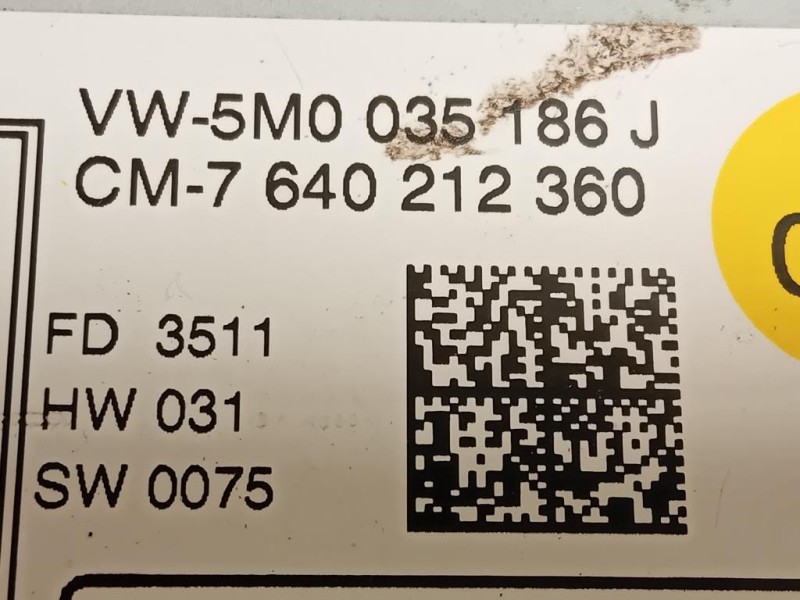 VW-5M0 035 186 J
CM-7 640 212 360
FD 3511
HW 031
SW 0075